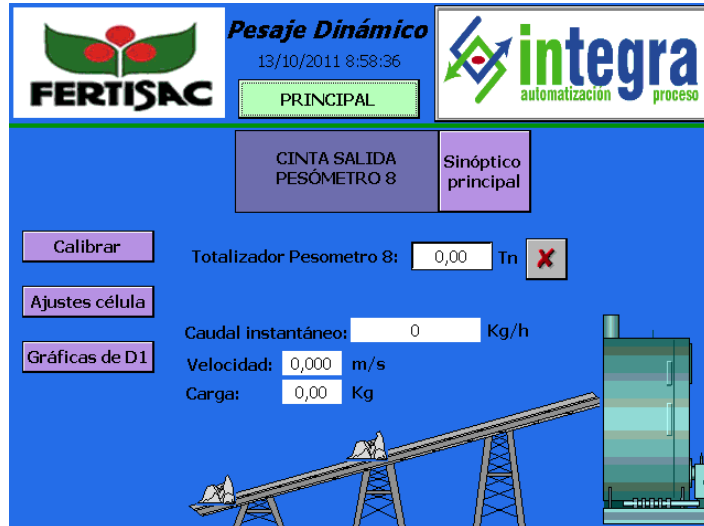 FERTISAC
Pesaje Dinámico
13/10/2011 8:58:36
PRINCIPAL
integra
automatización proceso
CINTA SALIDA
PESÓMETRO 8
Sinóptico
principal
Calibrar
Totalizador Pesometro 8: 0,00 Tn
Ajustes célula
Caudal instantáneo: 0 Kg/h
Gráficas de D1
Velocidad: 0,000 m/s
Carga: 0,00 Kg